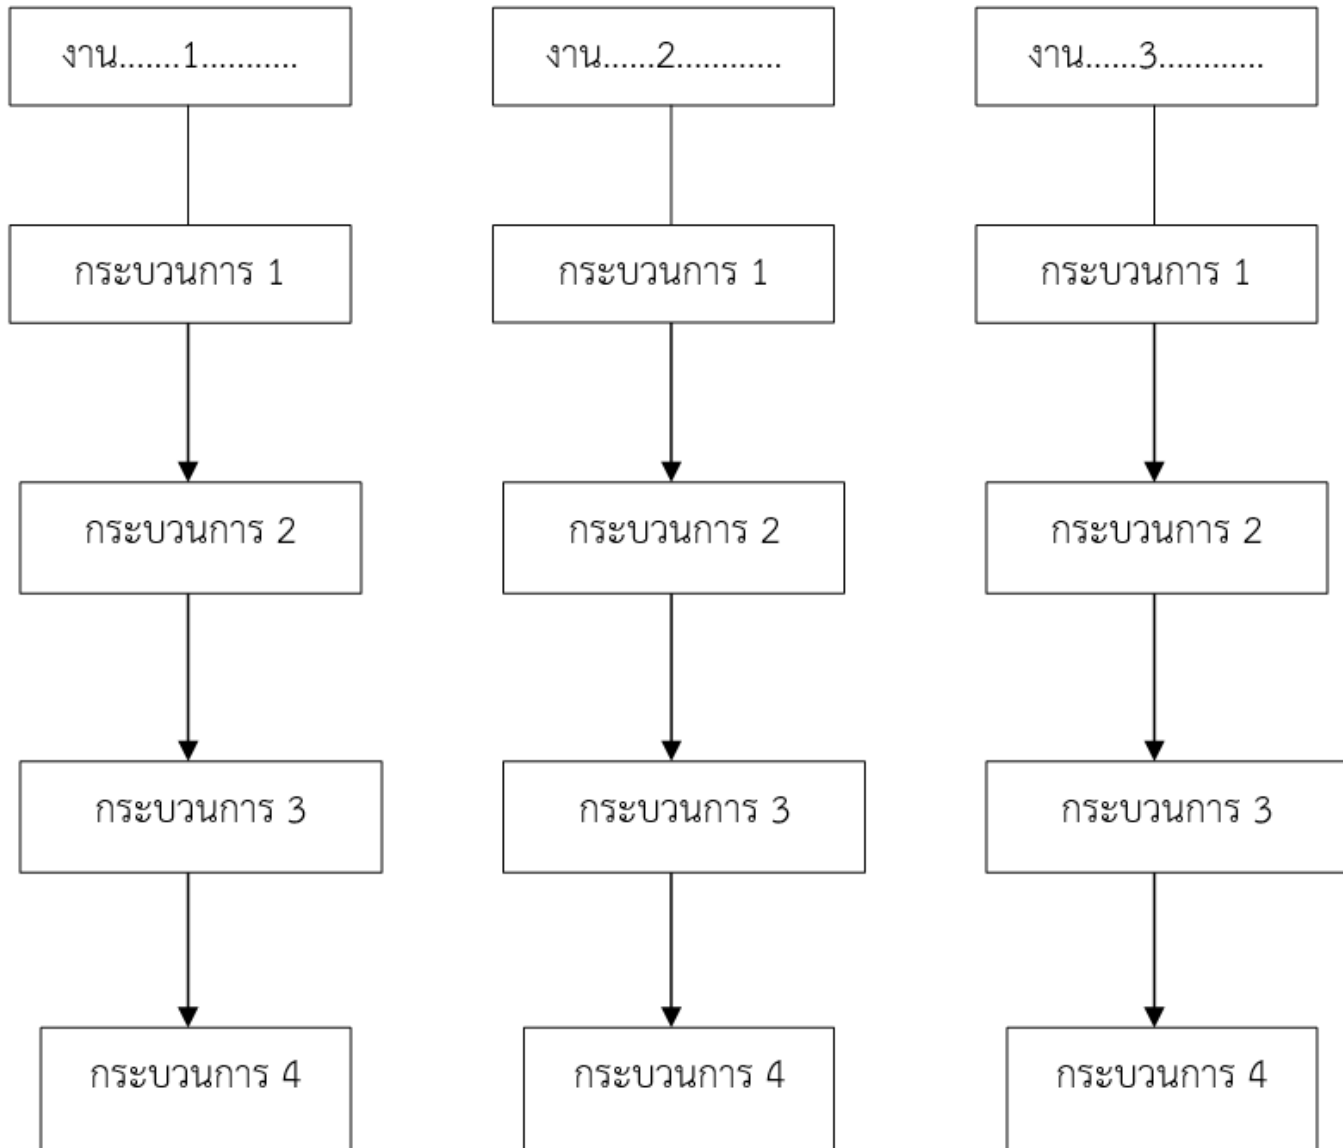 งาน.......1...........
งาน......2............
งาน......3............
กระบวนการ 1
กระบวนการ 1
กระบวนการ 1
กระบวนการ 2
กระบวนการ 2
กระบวนการ 2
กระบวนการ 3
กระบวนการ 3
กระบวนการ 3
กระบวนการ 4
กระบวนการ 4
กระบวนการ 4